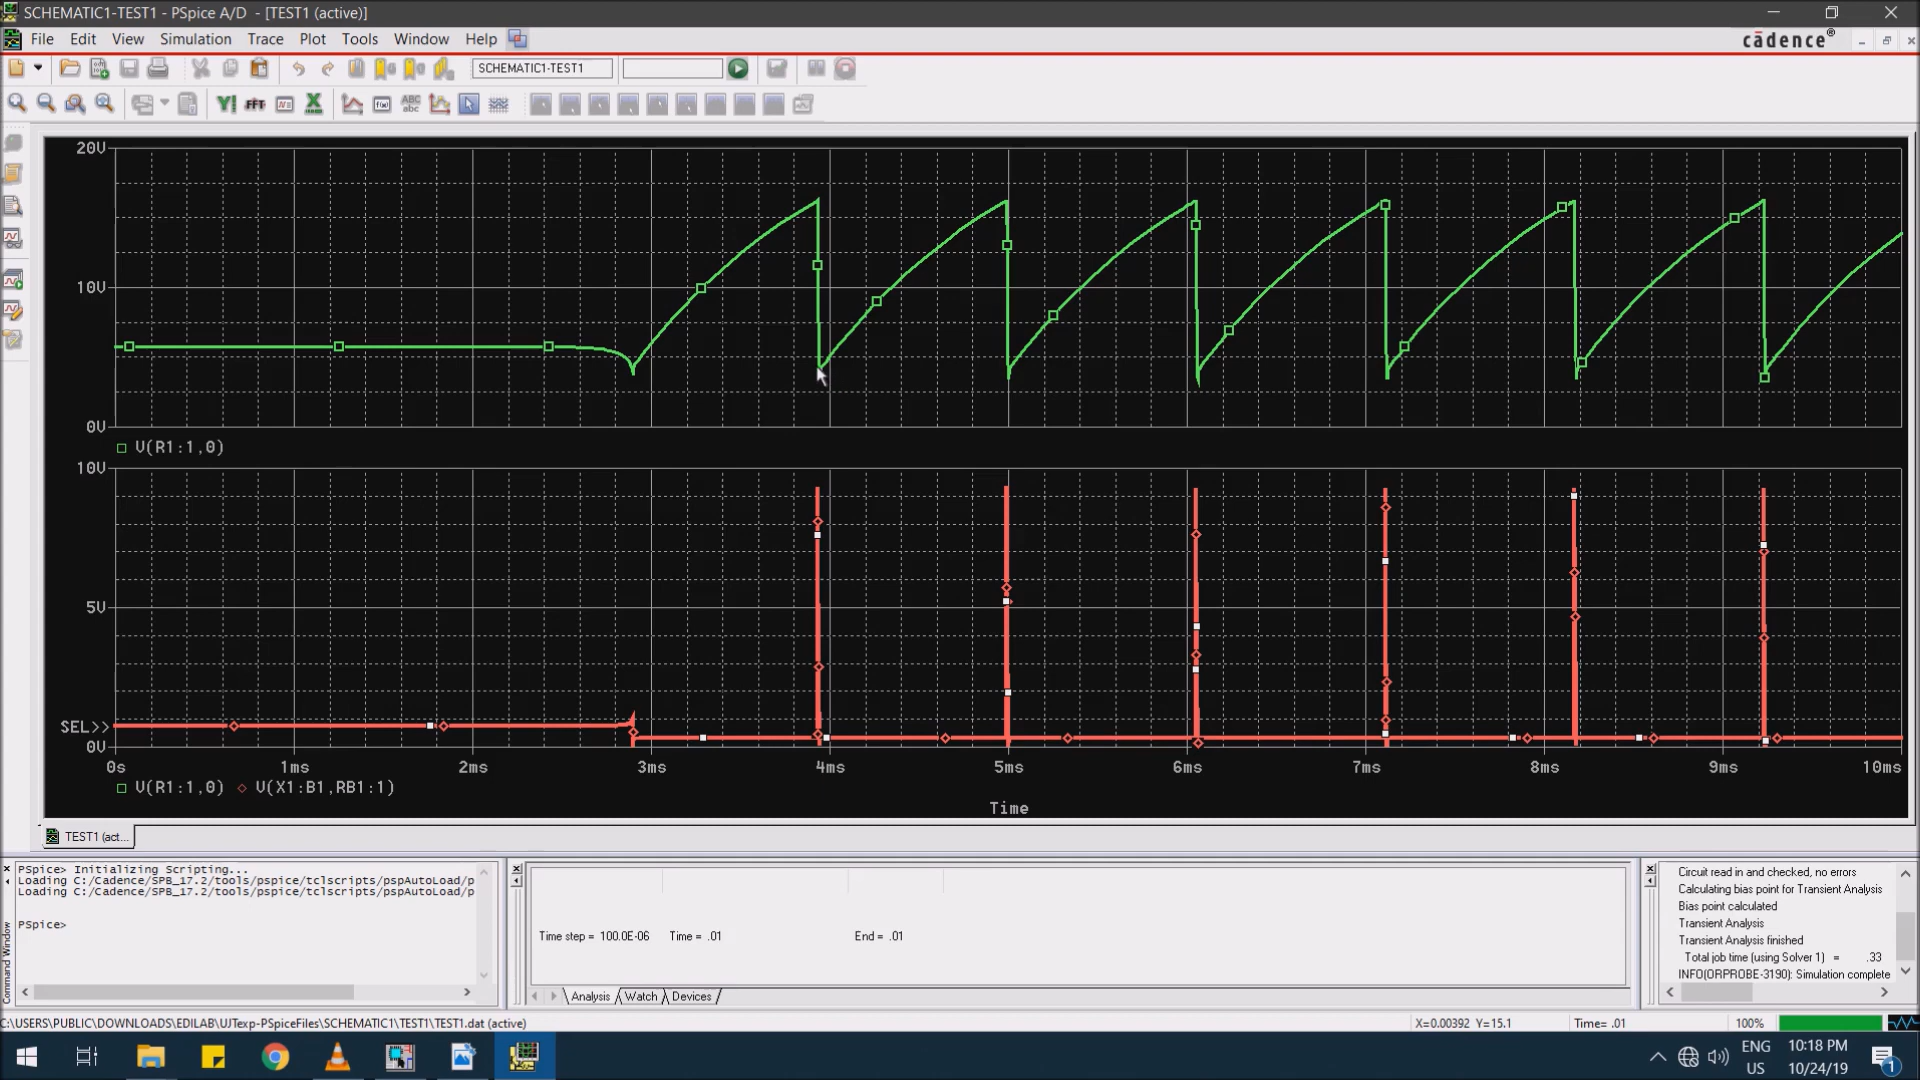 SCHEMATIC1-TEST1 - PSpice A/D - [TEST1 (active)]
File Edit View Simulation Trace Plot Tools Window Help
cādence®
SCHEMATIC1-TEST1
20V
10V
0V
V(R1:1,0)
10V
5V
SEL>>
0V
0s 1ms 2ms 3ms 4ms 5ms 6ms 7ms 8ms 9ms 10ms
V(R1:1,0) V(X1:B1,RB1:1)
Time
TEST1 (act...
PSpice> Initializing Scripting...
Loading C:/Cadence/SPB_17.2/tools/pspice/tclscripts/pspAutoLoad/p
Loading C:/Cadence/SPB_17.2/tools/pspice/tclscripts/pspAutoLoad/p
PSpice>
Command Window
Time step = 100.0E-06 Time = .01 End = .01
Analysis Watch Devices
Circuit read in and checked, no errors
Calculating bias point for Transient Analysis
Bias point calculated
Transient Analysis
Transient Analysis finished
Total job time (using Solver 1) = .33
INFO(ORPROBE-3190): Simulation complete
C:\USERS\PUBLIC\DOWNLOADS\EDILAB\UJTexp-PSpiceFiles\SCHEMATIC1\TEST1\TEST1.dat (active)
X=0.00392 Y=15.1 Time= .01 100%
ENG
US
10:18 PM
10/24/19
1